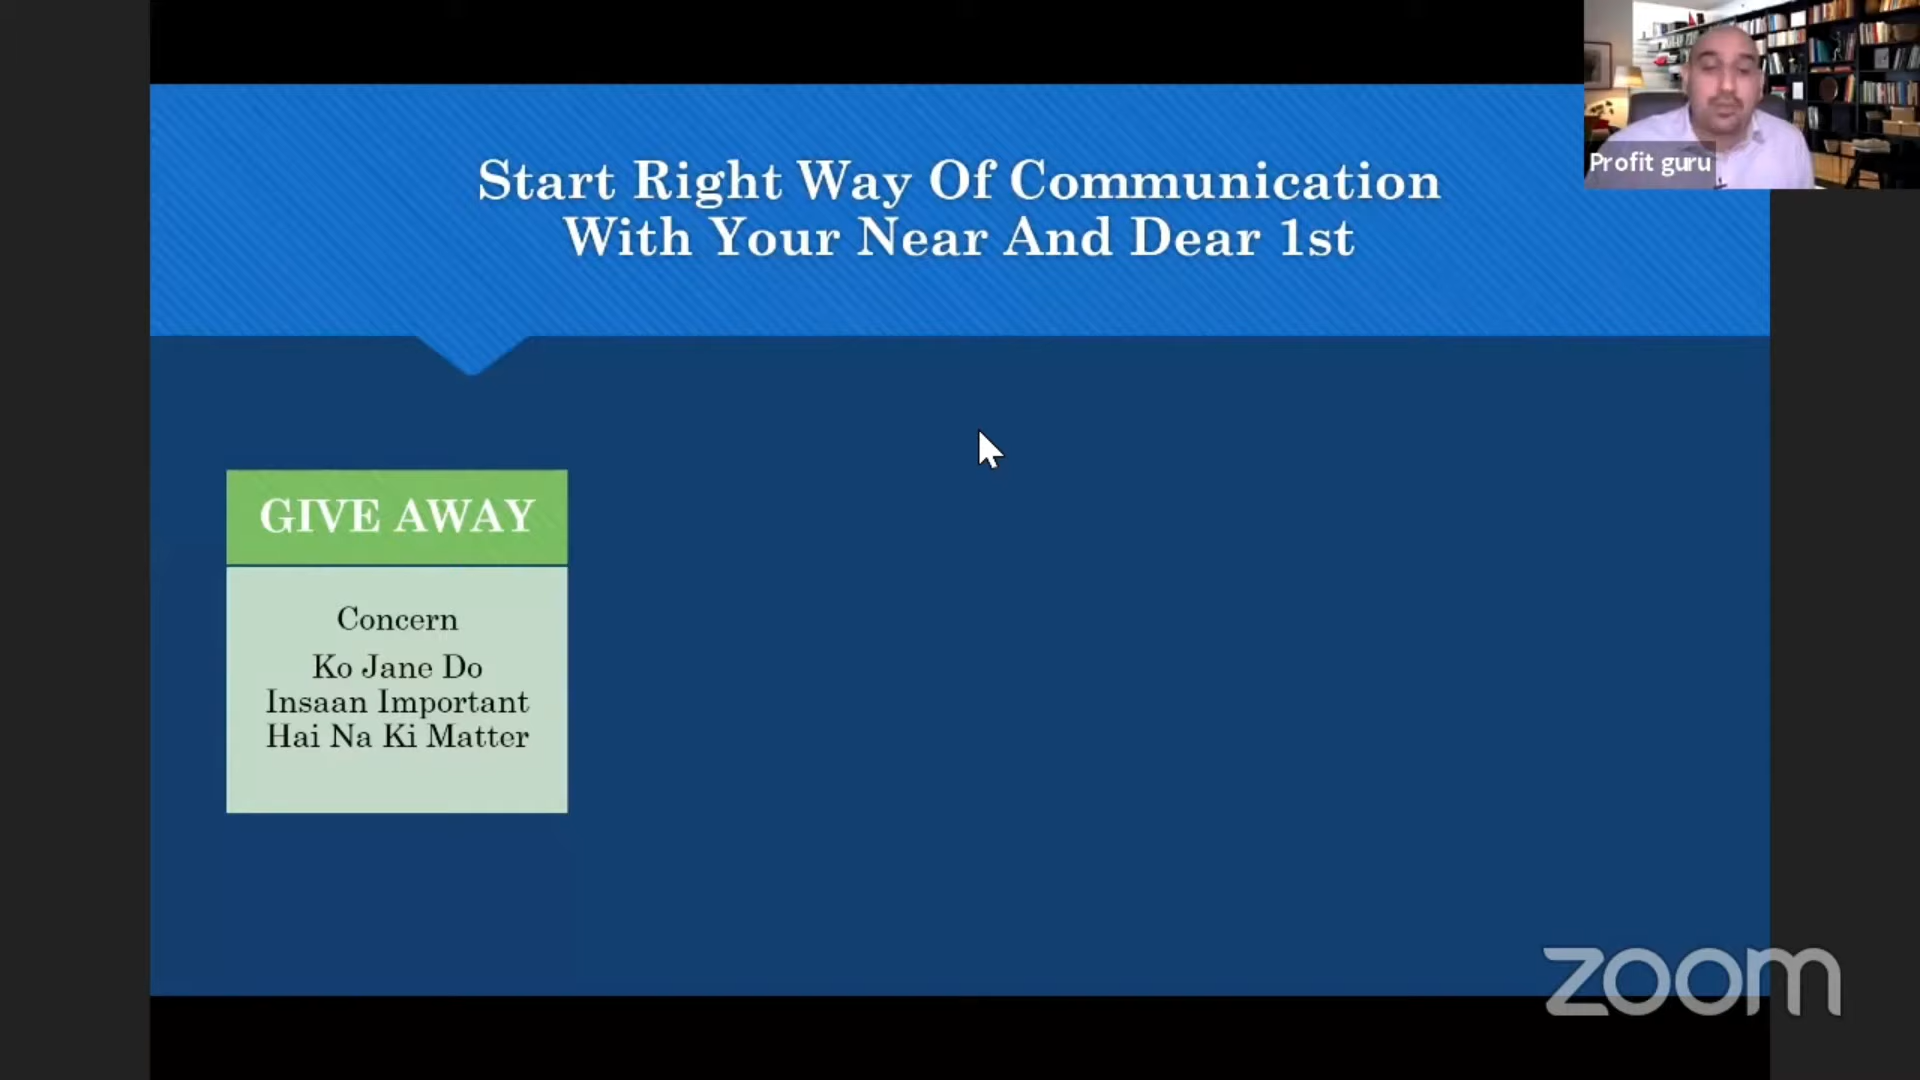 Start Right Way Of Communication
With Your Near And Dear 1st
Profit guru
GIVE AWAY
Concern
Ko Jane Do
Insaan Important
Hai Na Ki Matter
zoom